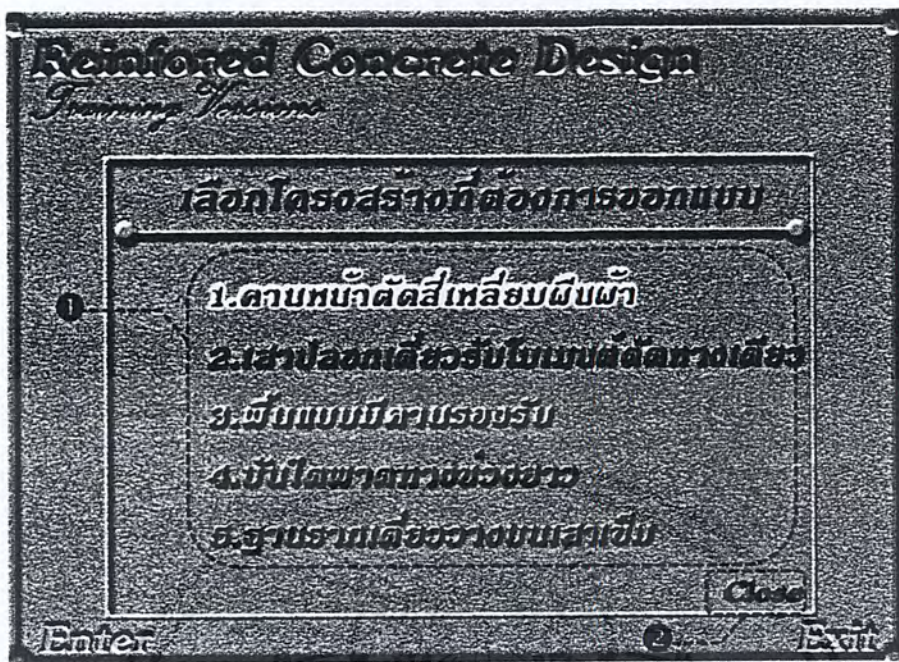 Reinfored Concrete Design
Training Versions
เลือกโครงสร้างที่ต้องการออกแบบ
1
1.คานหน้าตัดสี่เหลี่ยมผืนผ้า
2.เสาปลอกเดี่ยวรับโมเมนต์ดัดทางเดียว
3.พื้นแบบมีคานรองรับ
4.บันไดพาดทางช่วงยาว
5.ฐานรากเดี่ยววางบนเสาเข็ม
Close
Enter
2
Exit